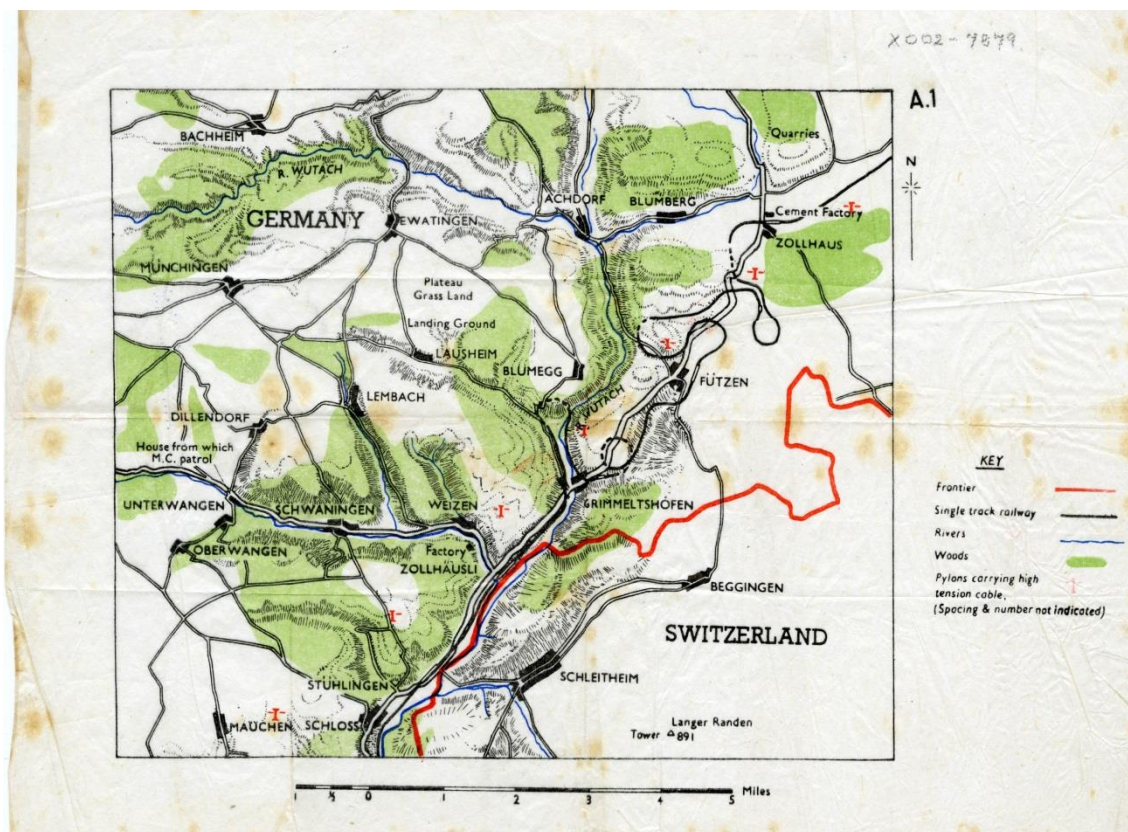 X002-7879
A.1
N
BACHHEIM
R. WUTACH
GERMANY
EWATINGEN
ACHDORF
BLUMBERG
Quarries
Cement Factory
ZOLLHAUS
MÜNCHINGEN
Plateau
Grass Land
Landing Ground
LAUSHEIM
BLUMEGG
FÜTZEN
R. WUTACH
LEMBACH
DILLENDORF
House from which
M.C. patrol
UNTERWANGEN
SCHWANINGEN
WEIZEN
GRIMMELTSHOFEN
OBERWANGEN
Factory
ZOLLHÄUSLI
BEGGINGEN
SWITZERLAND
SCHLEITHEIM
STÜHLINGEN
MAUCHEN
SCHLOSS
Langer Randen
Tower 891
KEY
Frontier
Single track railway
Rivers
Woods
Pylons carrying high
tension cable,
(Spacing & number not indicated)
1 ½ 0 1 2 3 4 5 Miles